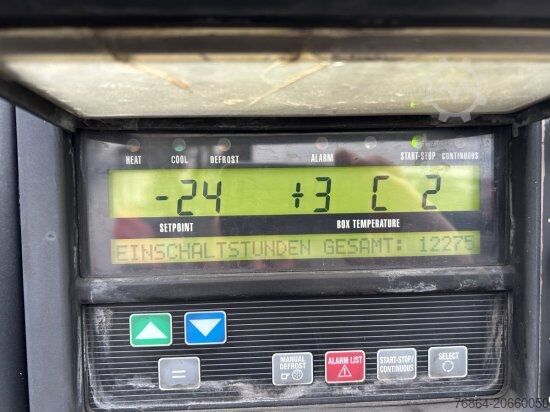 HEAT COOL DEFROST ALARM START-STOP CONTINUOUS
-24 +3 C 2
SETPOINT BOX TEMPERATURE
EINSCHALTSTUNDEN GESAMT: 12275
=
MANUAL DEFROST
ALARM LIST
START-STOP/ CONTINUOUS
SELECT
76864-20660050